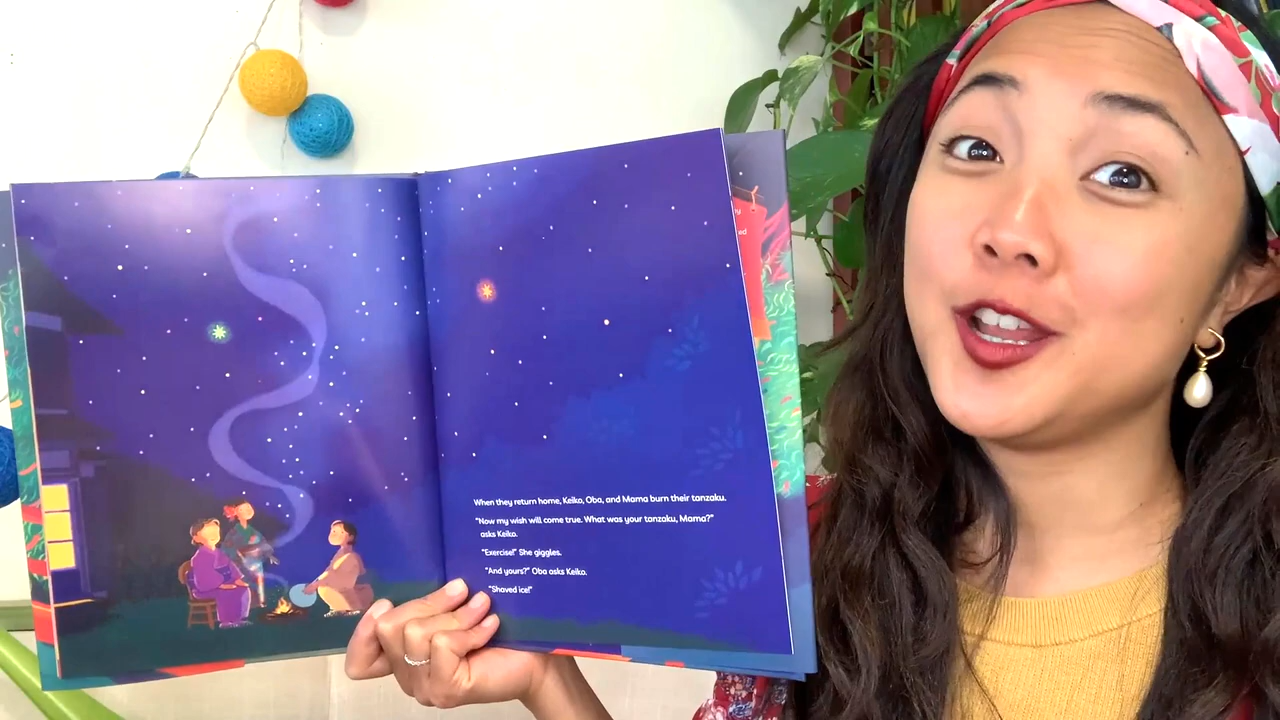 When they return home, Keiko, Oba, and Mama burn their tanzaku.
"Now my wish will come true. What was your tanzaku, Mama?"
asks Keiko.
"Exercise!" She giggles.
"And yours?" Oba asks Keiko.
"Shaved ice!"